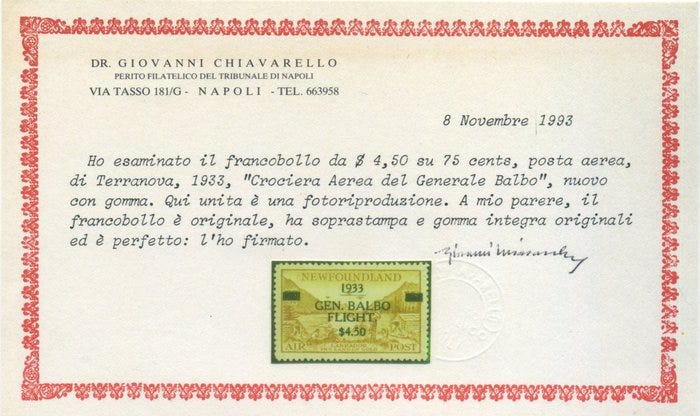 DR. GIOVANNI CHIAVARELLO
PERITO FILATELICO DEL TRIBUNALE DI NAPOLI
VIA TASSO 181/G - NAPOLI - TEL. 663958
8 Novembre 1993
Ho esaminato il francobollo da $ 4,50 su 75 cents, posta aerea,
di Terranova, 1933, "Crociera Aerea del Generale Balbo", nuovo
con gomma. Qui unita è una fotoriproduzione. A mio parere, il
francobollo è originale, ha soprastampa e gomma integra originali
ed è perfetto: l'ho firmato.
NEWFOUNDLAND
1933
GEN. BALBO
FLIGHT,
$4.50
LABRADOR
AIR POST